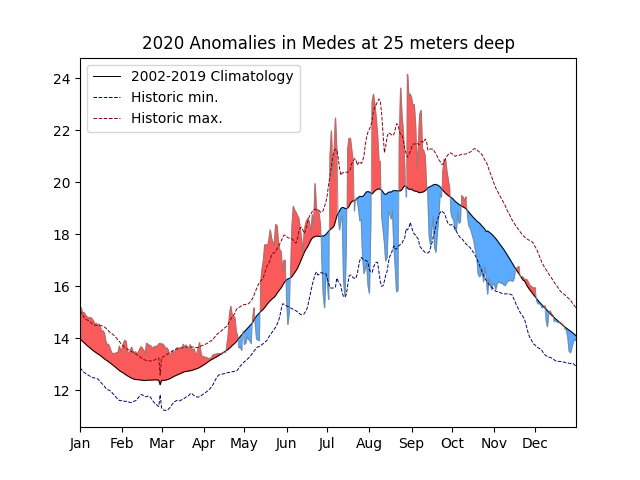 2020 Anomalies in Medes at 25 meters deep
2002-2019 Climatology
Historic min.
Historic max.
24
22
20
18
16
14
12
Jan Feb Mar Apr May Jun Jul Aug Sep Oct Nov Dec